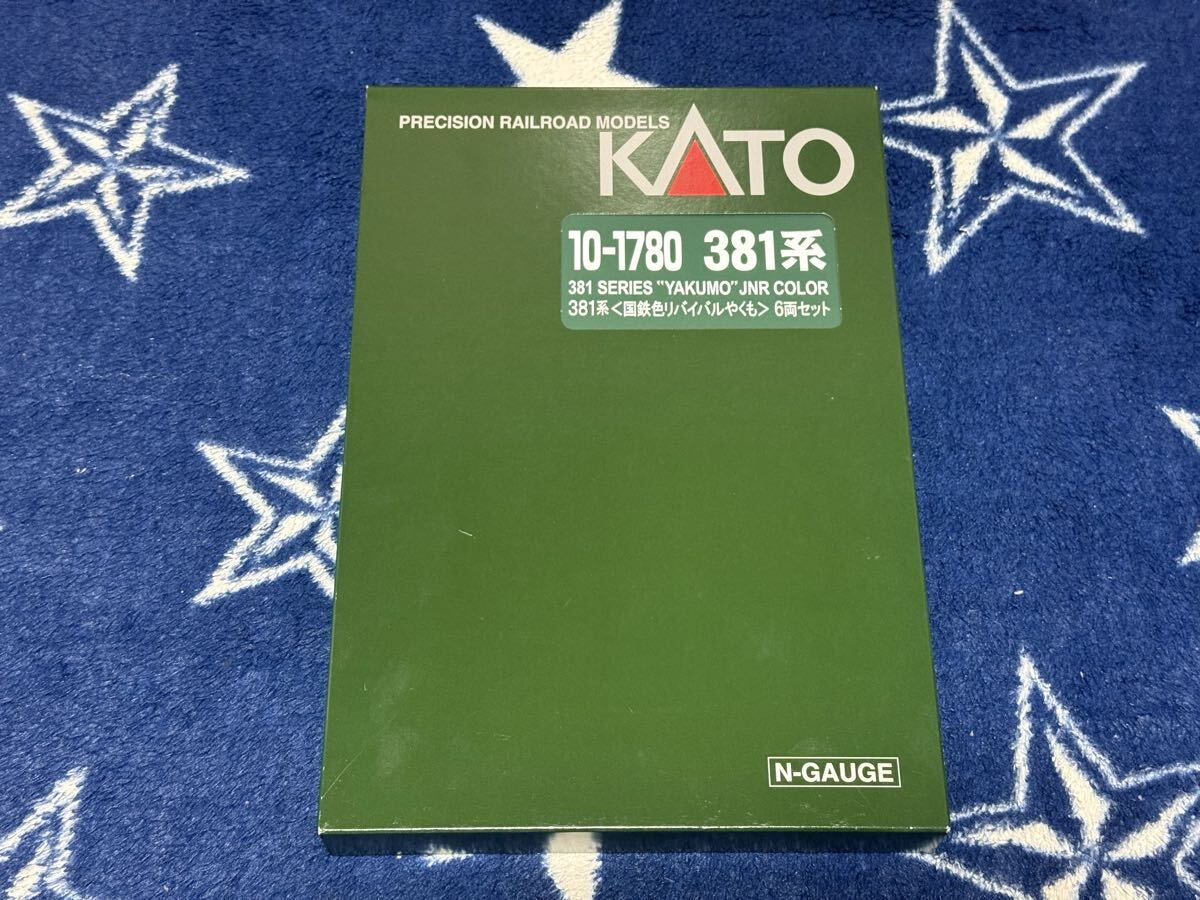 PRECISION RAILROAD MODELS
KATO
10-1780 381系
381 SERIES "YAKUMO" JNR COLOR
381系<国鉄色リバイバルやくも> 6両セット
N-GAUGE